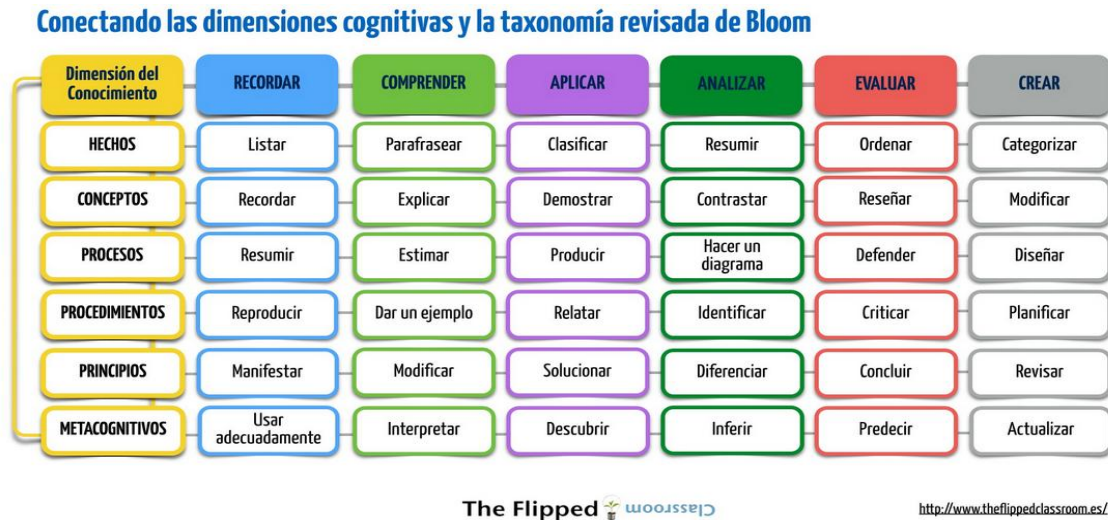 Conectando las dimensiones cognitivas y la taxonomía revisada de Bloom
Dimensión del
Conocimiento
RECORDAR
COMPRENDER
APLICAR
ANALIZAR
EVALUAR
CREAR
HECHOS
Listar
Parafrasear
Clasificar
Resumir
Ordenar
Categorizar
CONCEPTOS
Recordar
Explicar
Demostrar
Contrastar
Reseñar
Modificar
PROCESOS
Resumir
Estimar
Producir
Hacer un
diagrama
Defender
Diseñar
PROCEDIMIENTOS
Reproducir
Dar un ejemplo
Relatar
Identificar
Criticar
Planificar
PRINCIPIOS
Manifestar
Modificar
Solucionar
Diferenciar
Concluir
Revisar
METACOGNITIVOS
Usar
adecuadamente
Interpretar
Descubrir
Inferir
Predecir
Actualizar
The Flipped Classroom
http://www.theflippedclassroom.es/